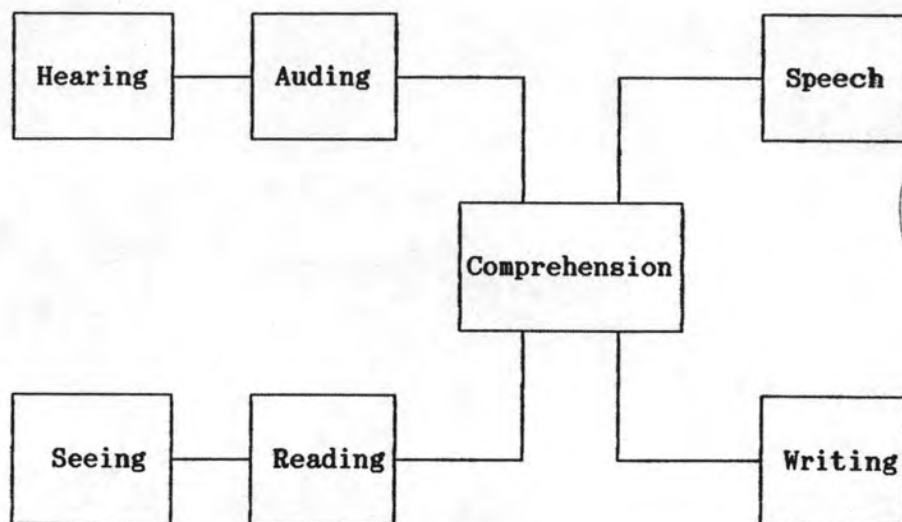 Hearing
Auding
Speech
Comprehension
Seeing
Reading
Writing